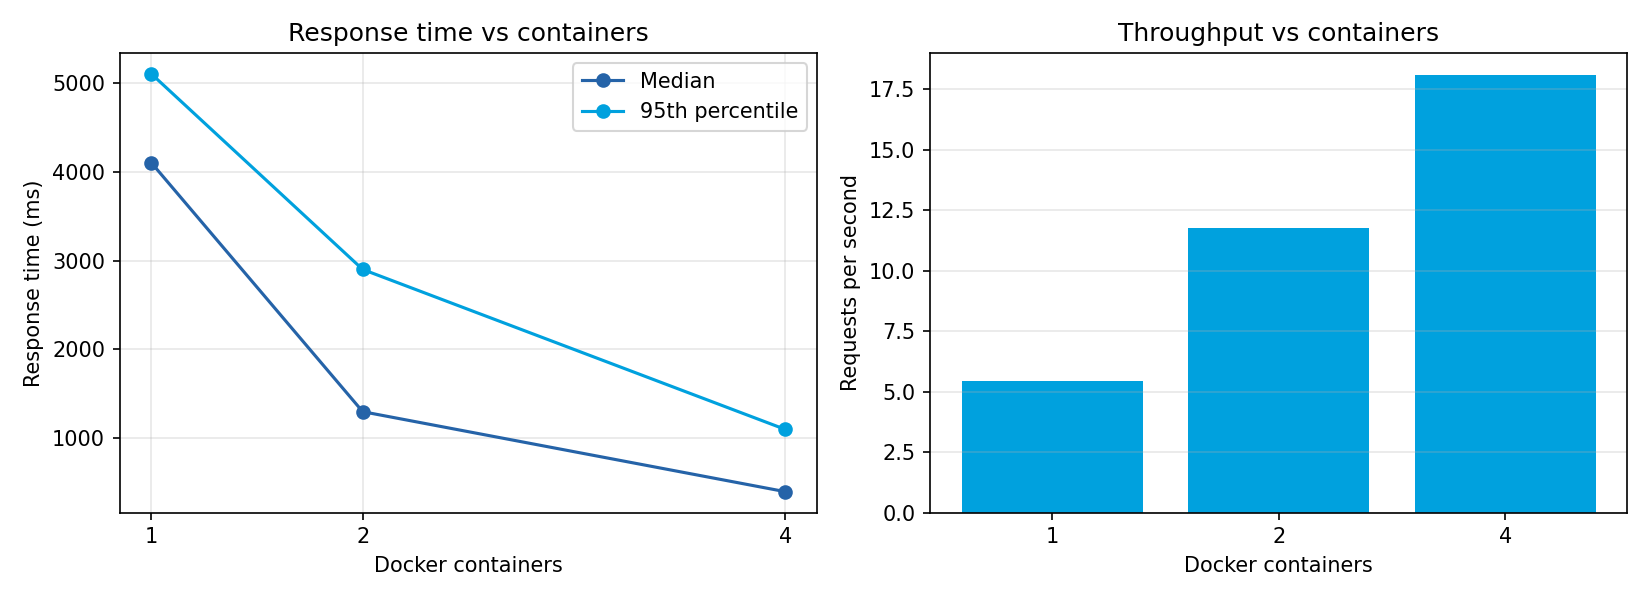 Response time vs containers
5000
4000
3000
2000
1000
Response time (ms)
Median
95th percentile
1
2
4
Docker containers
Throughput vs containers
17.5
15.0
12.5
10.0
7.5
5.0
2.5
0.0
Requests per second
1
2
4
Docker containers